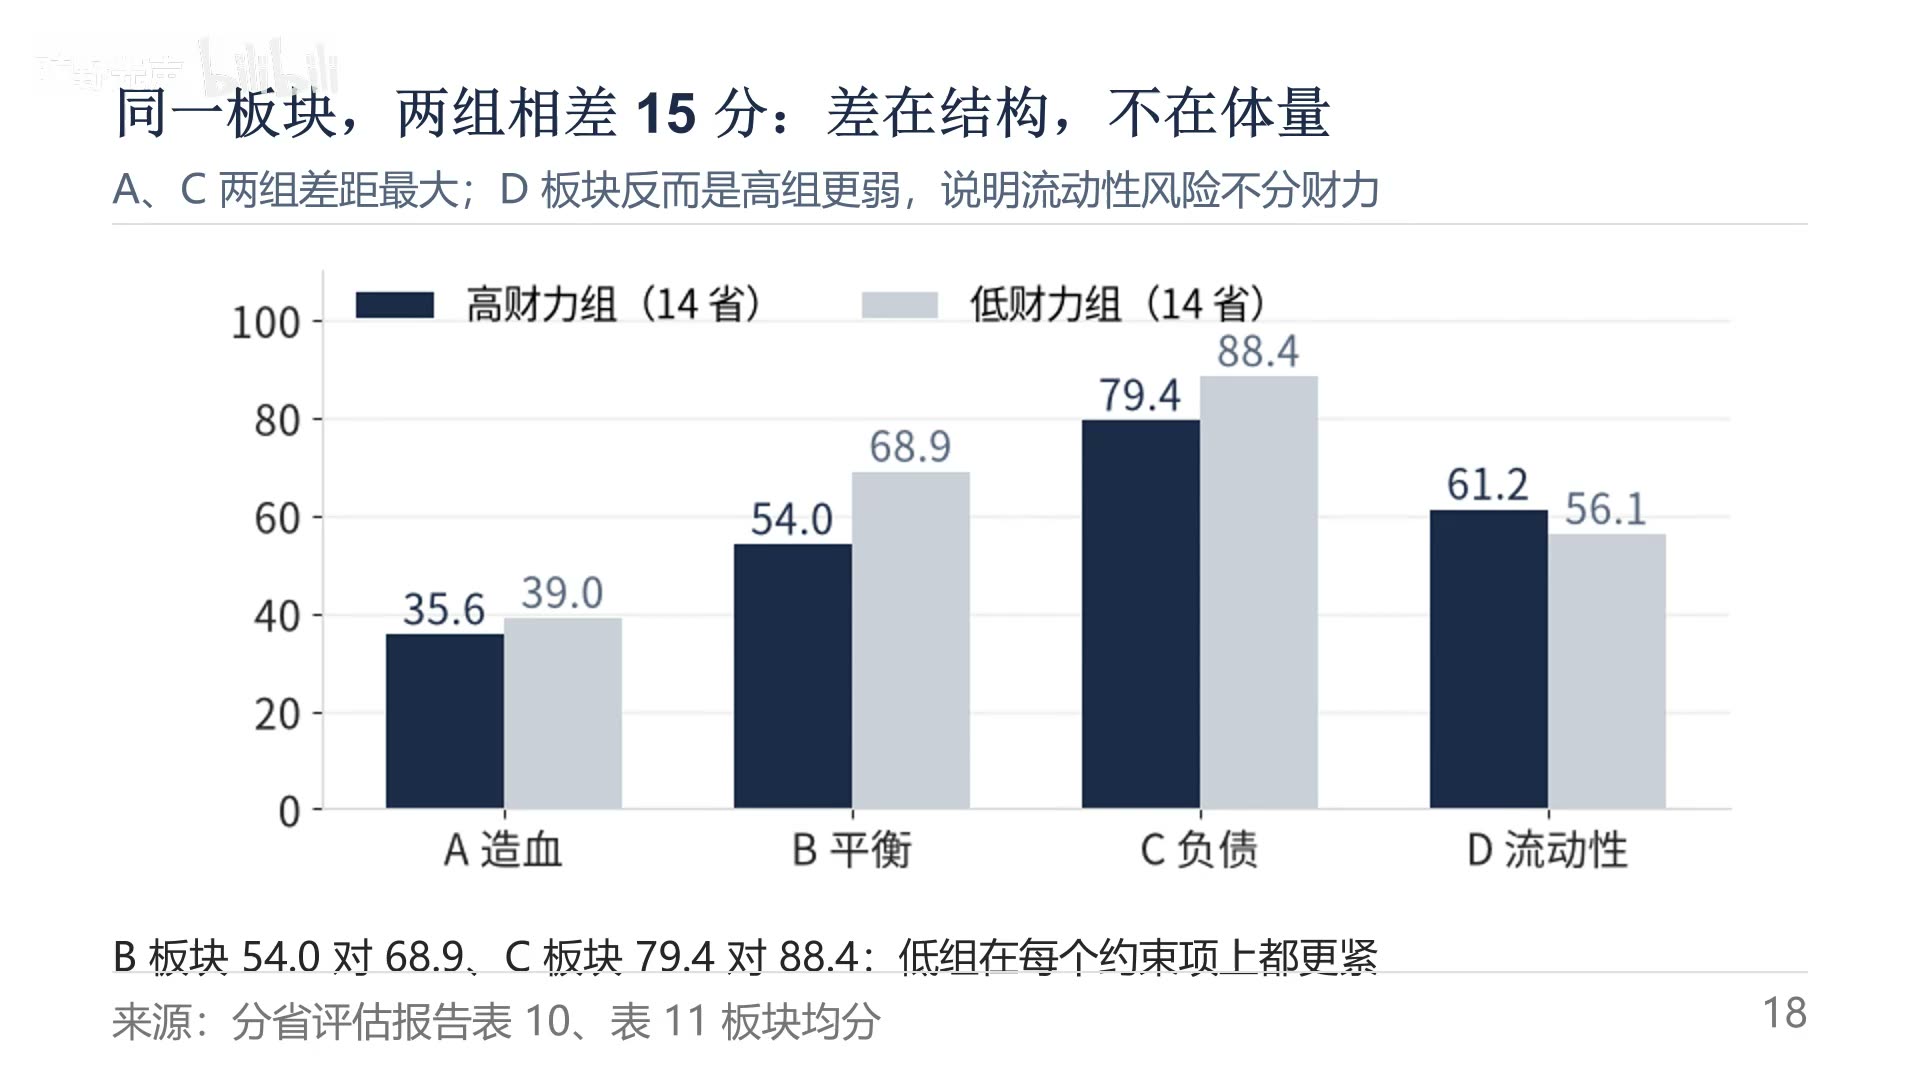 bilibili
同一板块，两组相差 15 分：差在结构，不在体量
A、C 两组差距最大；D 板块反而是高组更弱，说明流动性风险不分财力
高财力组（14 省） 低财力组（14 省）
100
80
60
40
20
0
35.6 39.0 54.0 68.9 79.4 88.4 61.2 56.1
A 造血 B 平衡 C 负债 D 流动性
B 板块 54.0 对 68.9、C 板块 79.4 对 88.4：低组在每个约束项上都更紧
来源：分省评估报告表 10、表 11 板块均分
18